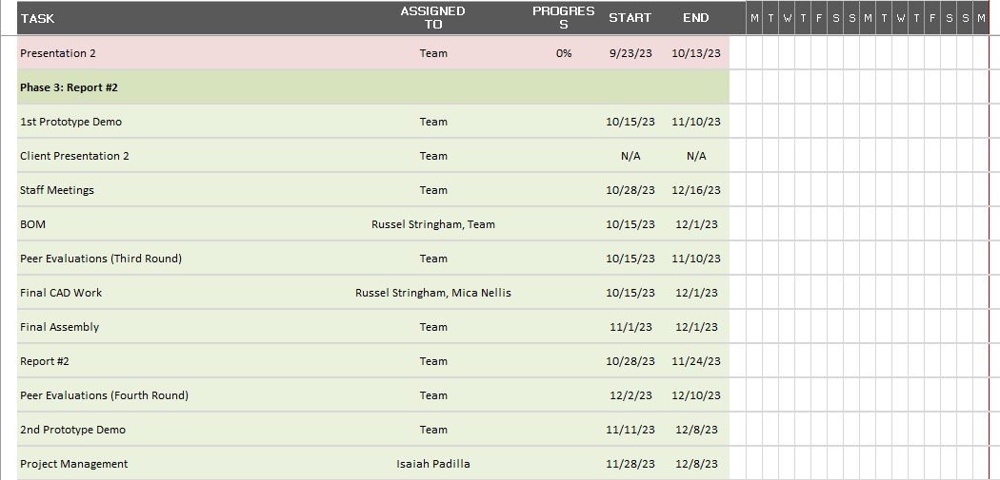 TASK ASSIGNED TO PROGRESS START END M T W T F S S M T W T F S S M
Presentation 2 Team 0% 9/23/23 10/13/23
Phase 3: Report #2
1st Prototype Demo Team 10/15/23 11/10/23
Client Presentation 2 Team N/A N/A
Staff Meetings Team 10/28/23 12/16/23
BOM Russel Stringham, Team 10/15/23 12/1/23
Peer Evaluations (Third Round) Team 10/15/23 11/10/23
Final CAD Work Russel Stringham, Mica Nellis 10/15/23 12/1/23
Final Assembly Team 11/1/23 12/1/23
Report #2 Team 10/28/23 11/24/23
Peer Evaluations (Fourth Round) Team 12/2/23 12/10/23
2nd Prototype Demo Team 11/11/23 12/8/23
Project Management Isaiah Padilla 11/28/23 12/8/23